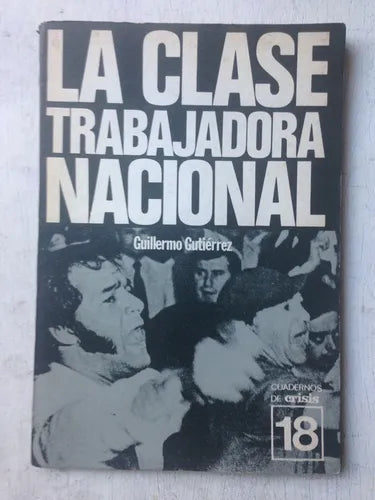 LA CLASE
TRABAJADORA
NACIONAL
Guillermo Gutiérrez
CUADERNOS
DE crisis
18